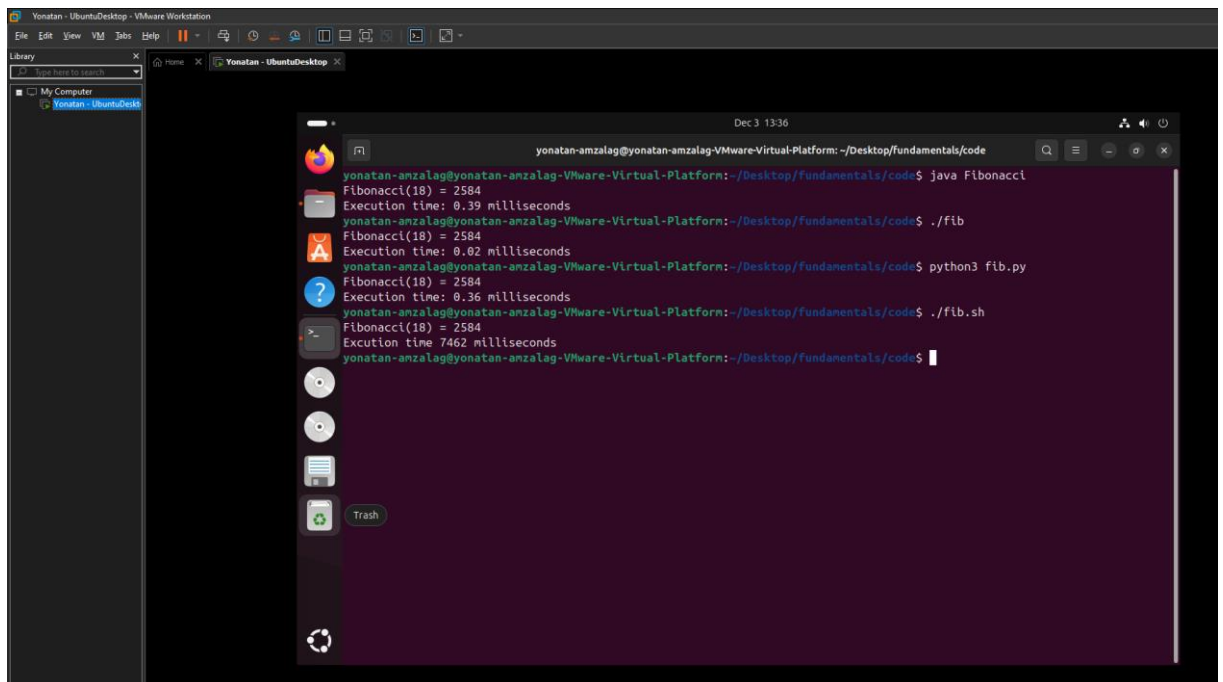 Yonatan - UbuntuDesktop - VMware Workstation
File Edit View VM Tabs Help
Library
Type here to search
Home
Yonatan - UbuntuDesktop
My Computer
Yonatan - UbuntuDeskt
Dec 3 13:36
yonatan-amzalag@yonatan-amzalag-VMware-Virtual-Platform: ~/Desktop/fundamentals/code
yonatan-amzalag@yonatan-amzalag-VMware-Virtual-Platform:~/Desktop/fundamentals/code$ java Fibonacci
Fibonacci(18) = 2584
Execution time: 0.39 milliseconds
yonatan-amzalag@yonatan-amzalag-VMware-Virtual-Platform:~/Desktop/fundamentals/code$ ./fib
Fibonacci(18) = 2584
Execution time: 0.02 milliseconds
yonatan-amzalag@yonatan-amzalag-VMware-Virtual-Platform:~/Desktop/fundamentals/code$ python3 fib.py
Fibonacci(18) = 2584
Execution time: 0.36 milliseconds
yonatan-amzalag@yonatan-amzalag-VMware-Virtual-Platform:~/Desktop/fundamentals/code$ ./fib.sh
Fibonacci(18) = 2584
Excution time 7462 milliseconds
yonatan-amzalag@yonatan-amzalag-VMware-Virtual-Platform:~/Desktop/fundamentals/code$
Trash